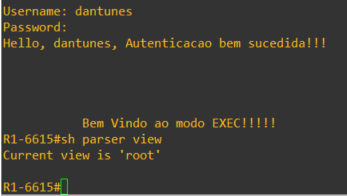 Username: dantunes
Password:
Hello, dantunes, Autenticacao bem sucedida!!!
Bem Vindo ao modo EXEC!!!!!
R1-6615#sh parser view
Current view is 'root'
R1-6615#